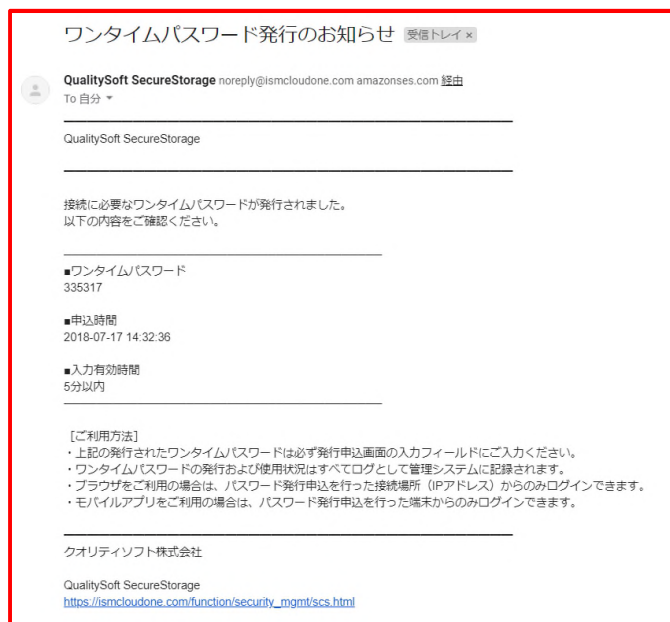 ワンタイムパスワード発行のお知らせ 受信トレイ ×
QualitySoft SecureStorage noreply@ismcloudone.com amazonses.com 経由
To 自分
QualitySoft SecureStorage
接続に必要なワンタイムパスワードが発行されました。
以下の内容をご確認ください。
■ワンタイムパスワード
335317
■申込時間
2018-07-17 14:32:36
■入力有効時間
5分以内
[ご利用方法]
・上記の発行されたワンタイムパスワードは必ず発行申込画面の入力フィールドにご入力ください。
・ワンタイムパスワードの発行および使用状況はすべてログとして管理システムに記録されます。
・ブラウザをご利用の場合は、パスワード発行申込を行った接続場所（IPアドレス）からのみログインできます。
・モバイルアプリをご利用の場合は、パスワード発行申込を行った端末からのみログインできます。
クオリティソフト株式会社
QualitySoft SecureStorage
https://ismcloudone.com/function/security_mgmt/scs.html